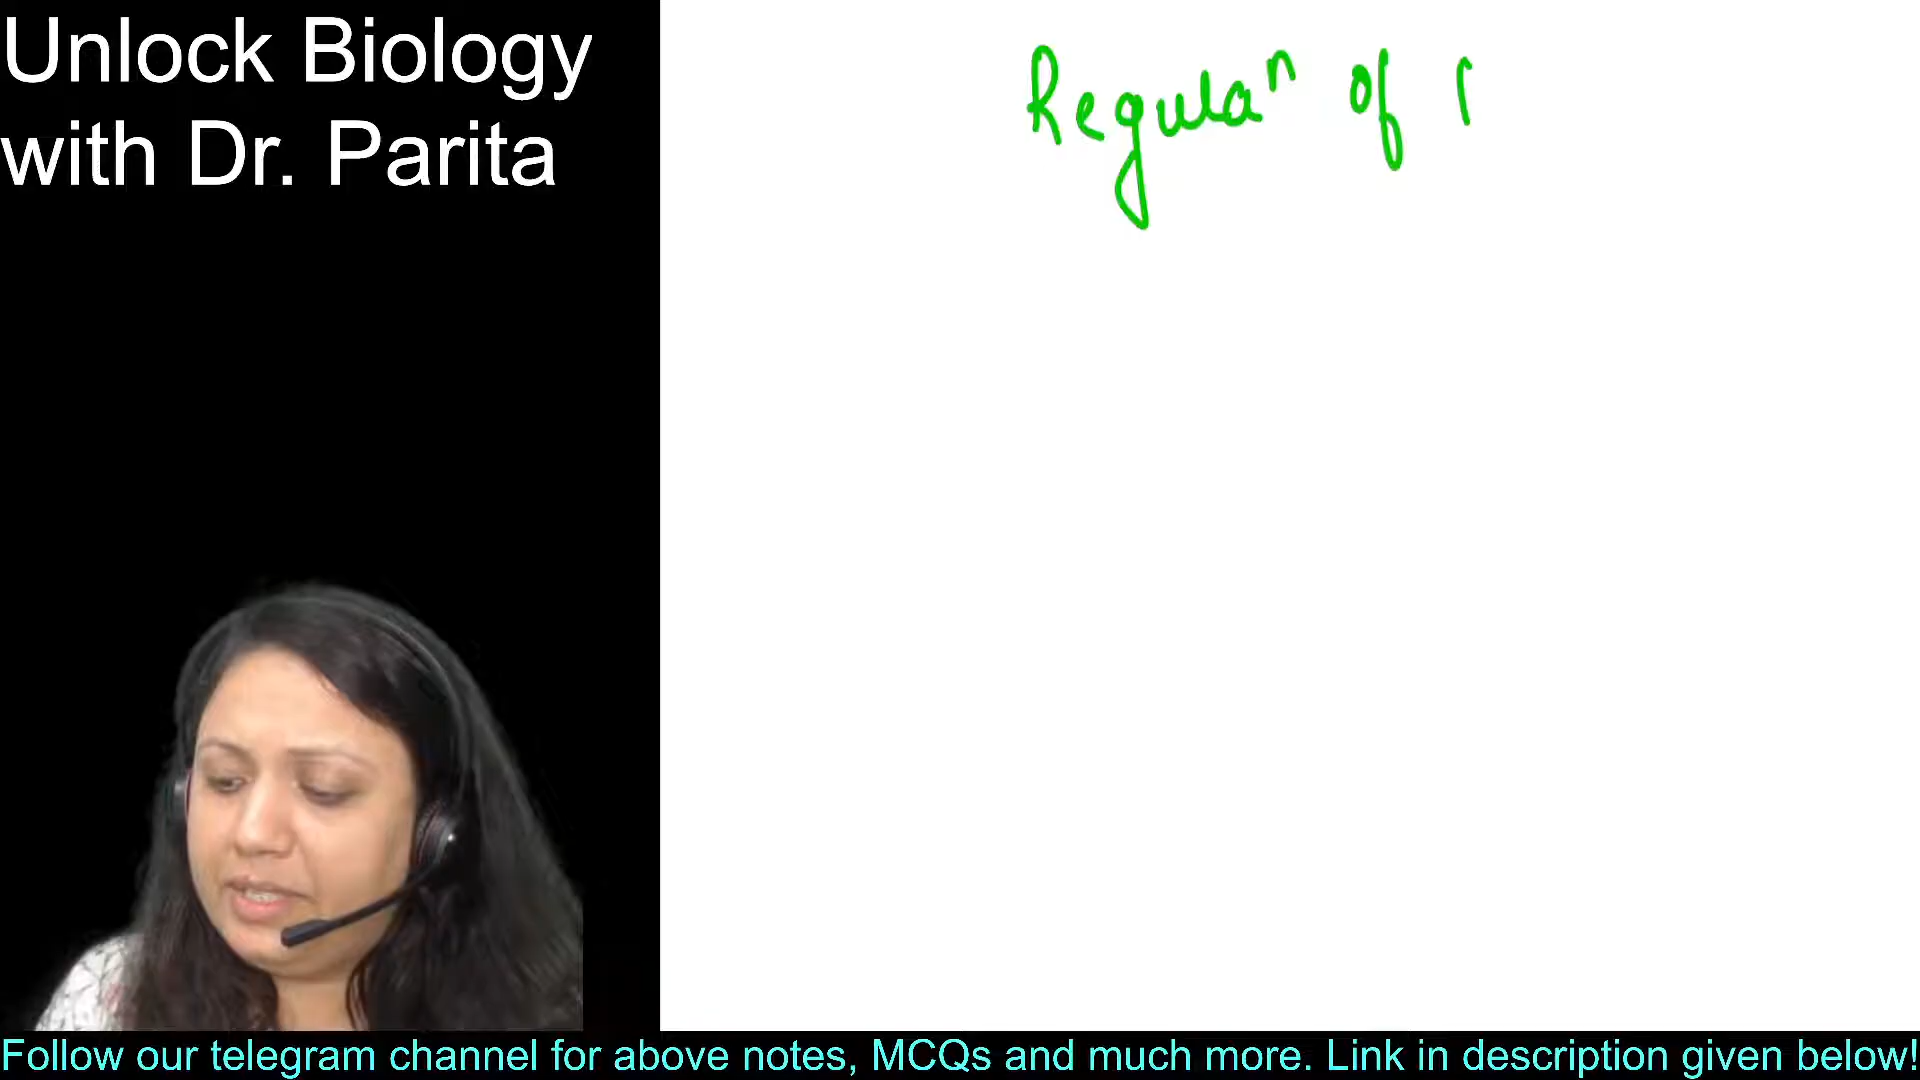 Unlock Biology
with Dr. Parita
Regulaⁿ of
Follow our telegram channel for above notes, MCQs and much more. Link in description given below!